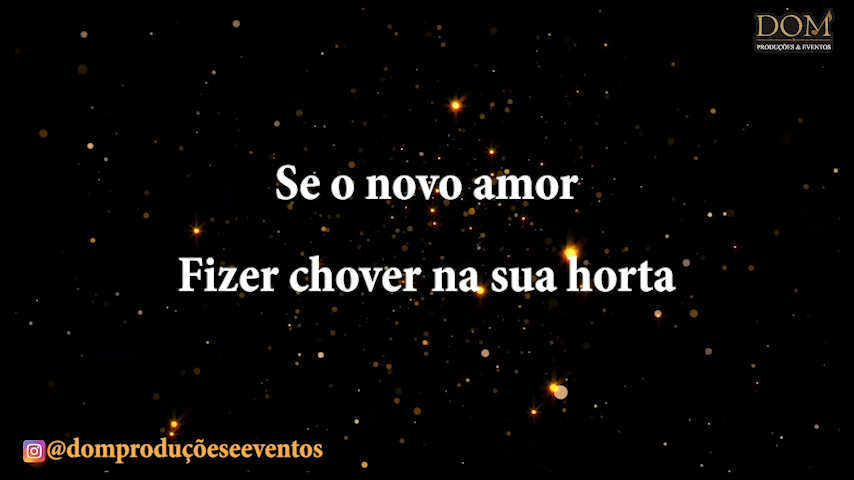 DOM
PRODUÇÕES & EVENTOS
Se o novo amor
Fizer chover na sua horta
@domproduçõeseeventos